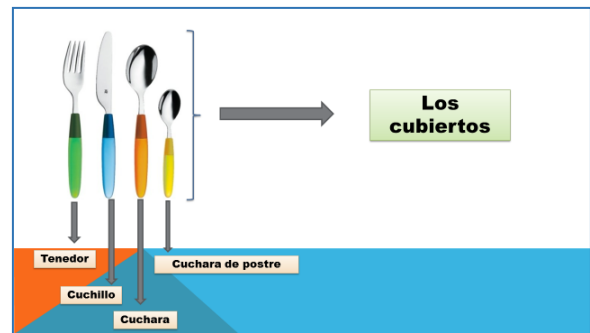 Los
cubiertos
Tenedor
Cuchara de postre
Cuchillo
Cuchara